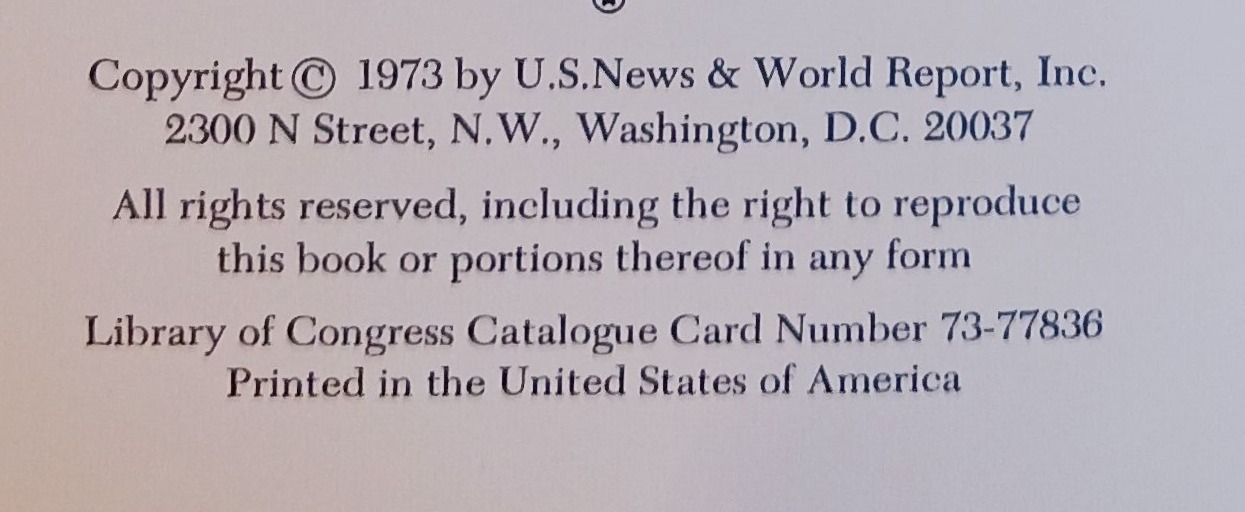 Copyright © 1973 by U.S.News & World Report, Inc.
2300 N Street, N.W., Washington, D.C. 20037
All rights reserved, including the right to reproduce
this book or portions thereof in any form
Library of Congress Catalogue Card Number 73-77836
Printed in the United States of America